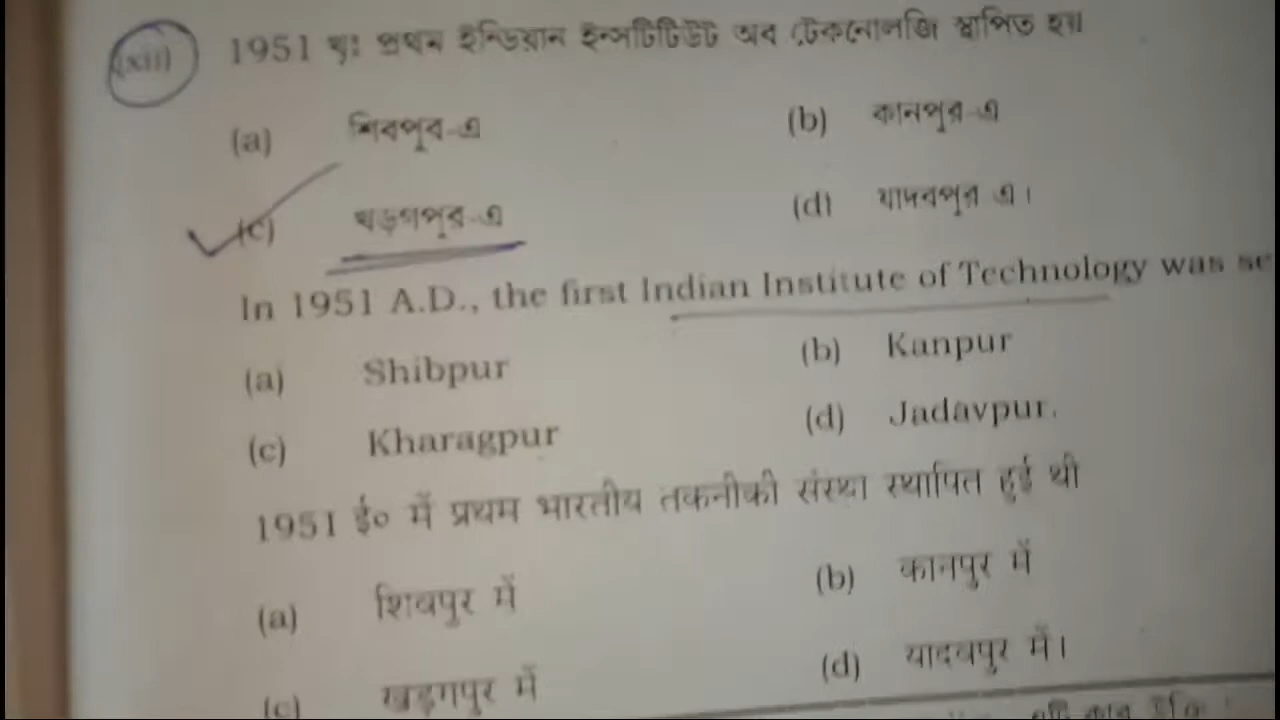 (xii) 1951 খৃঃ প্রথম ইন্ডিয়ান ইন্সটিটিউট অব টেকনোলজি স্থাপিত হয়
(a) শিবপুর-এ (b) কানপুর-এ
(c) খড়গপুর-এ (d) যাদবপুর এ।
In 1951 A.D., the first Indian Institute of Technology was se
(a) Shibpur (b) Kanpur
(c) Kharagpur (d) Jadavpur.
1951 ई० में प्रथम भारतीय तकनीकी संस्था स्थापित हुई थी
(a) शिवपुर में (b) कानपुर में
(c) खड़गपुर में (d) यादवपुर में।